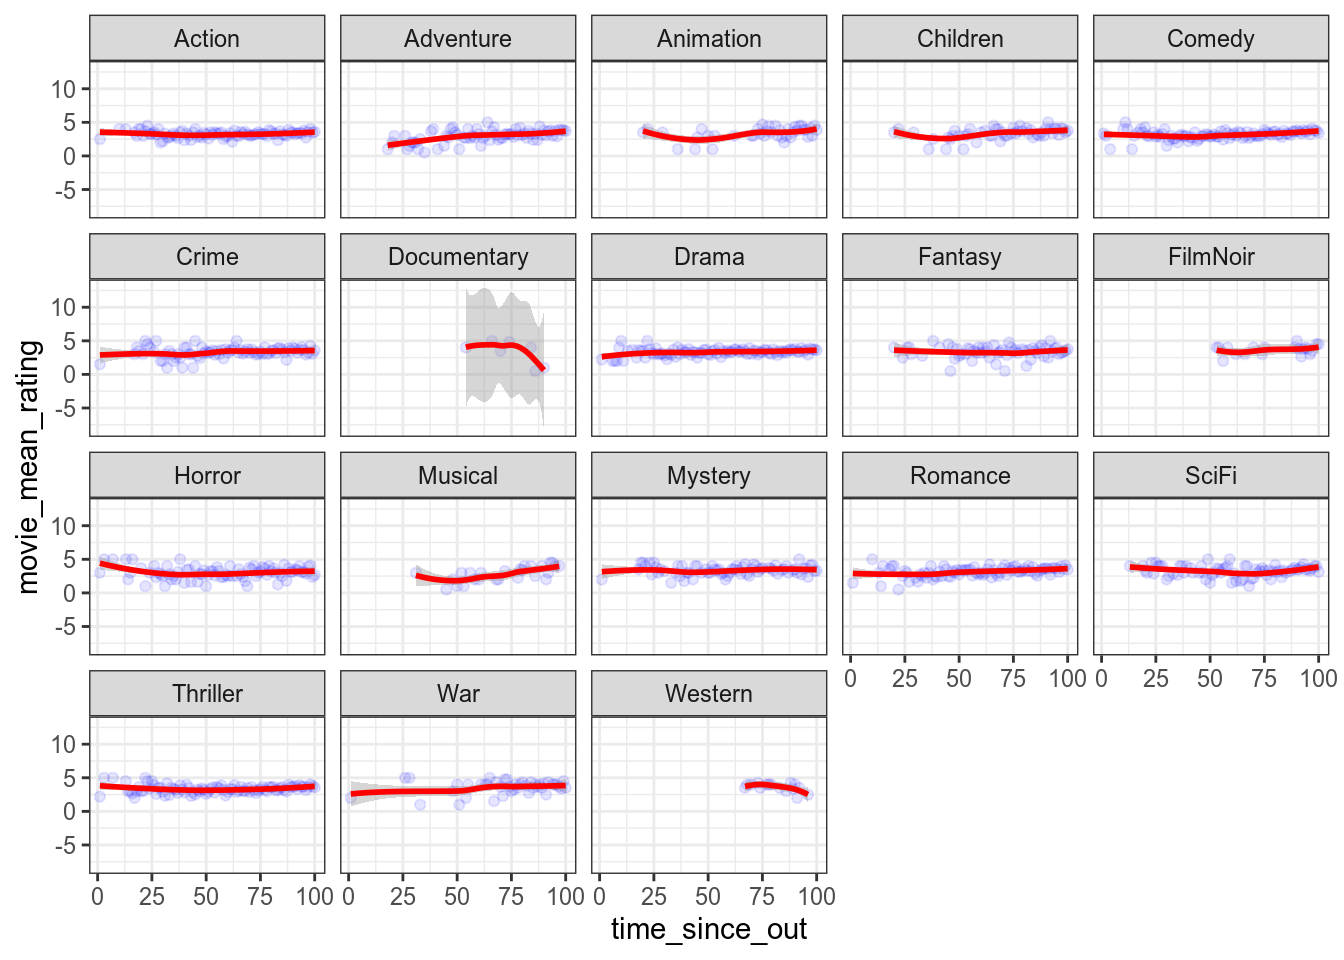 Action Adventure Animation Children Comedy
10
5
0
-5
Crime Documentary Drama Fantasy FilmNoir
10
5
0
-5
movie_mean_rating
Horror Musical Mystery Romance SciFi
10
5
0
-5
0 25 50 75 100 0 25 50 75 100
Thriller War Western
10
5
0
-5
0 25 50 75 100 0 25 50 75 100 0 25 50 75 100
time_since_out